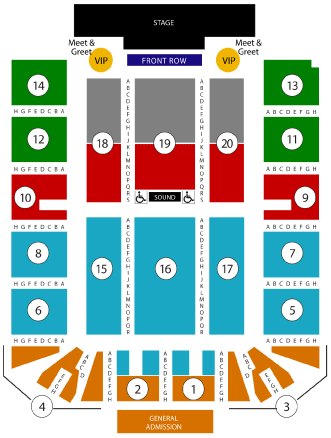 STAGE
Meet & Greet
Meet & Greet
VIP
FRONT ROW
VIP
14
13
H G F E D C B A
A B C D E F G H
A B C D E F G H I J K L M N O P Q R S
A B C D E F G H I J K L M N O P Q R S
12
18
19
20
11
H G F E D C B A
A B C D E F G H
10
SOUND
9
H G F E D C B A
A B C D E F G H
8
15
16
17
7
A B C D E F G H I J K L M N O P Q R
A B C D E F G H I J K L M N O P Q R
H G F E D C B A
A B C D E F G H
6
5
H G F E D C B A
A B C D E F G H
A B C D E F G H
A B C D E F G H
A B C D E F G H
2
1
4
3
GENERAL
ADMISSION